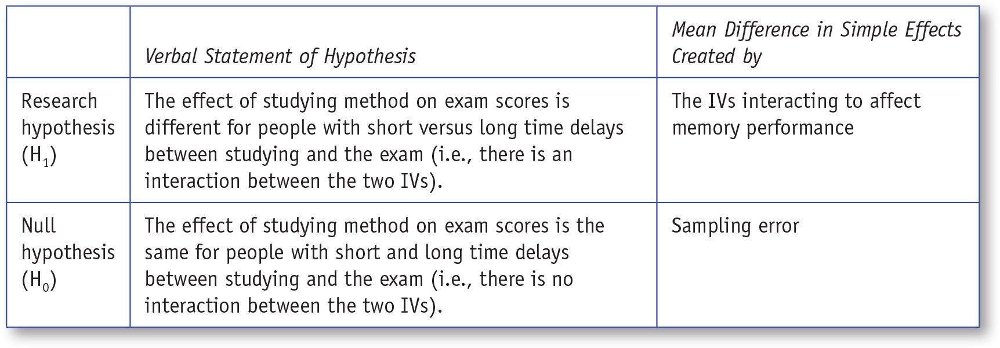 Verbal Statement of Hypothesis
Mean Difference in Simple Effects
Created by
Research
hypothesis
(H₁)
The effect of studying method on exam scores is
different for people with short versus long time delays
between studying and the exam (i.e., there is an
interaction between the two IVs).
The IVs interacting to affect
memory performance
Null
hypothesis
(H₀)
The effect of studying method on exam scores is the
same for people with short and long time delays
between studying and the exam (i.e., there is no
interaction between the two IVs).
Sampling error